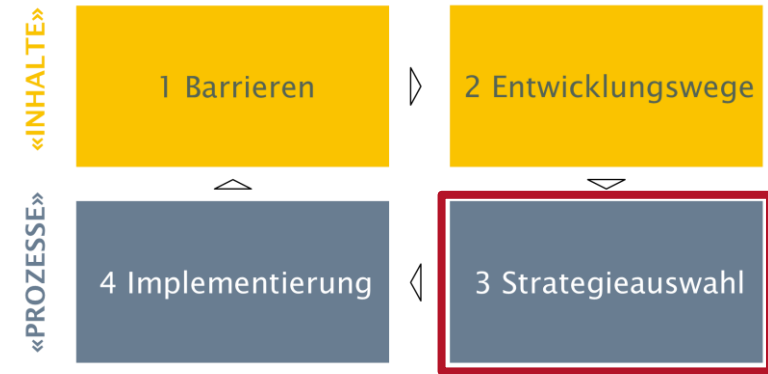 «INHALTE»
1 Barrieren
2 Entwicklungswege
«PROZESSE»
4 Implementierung
3 Strategieauswahl